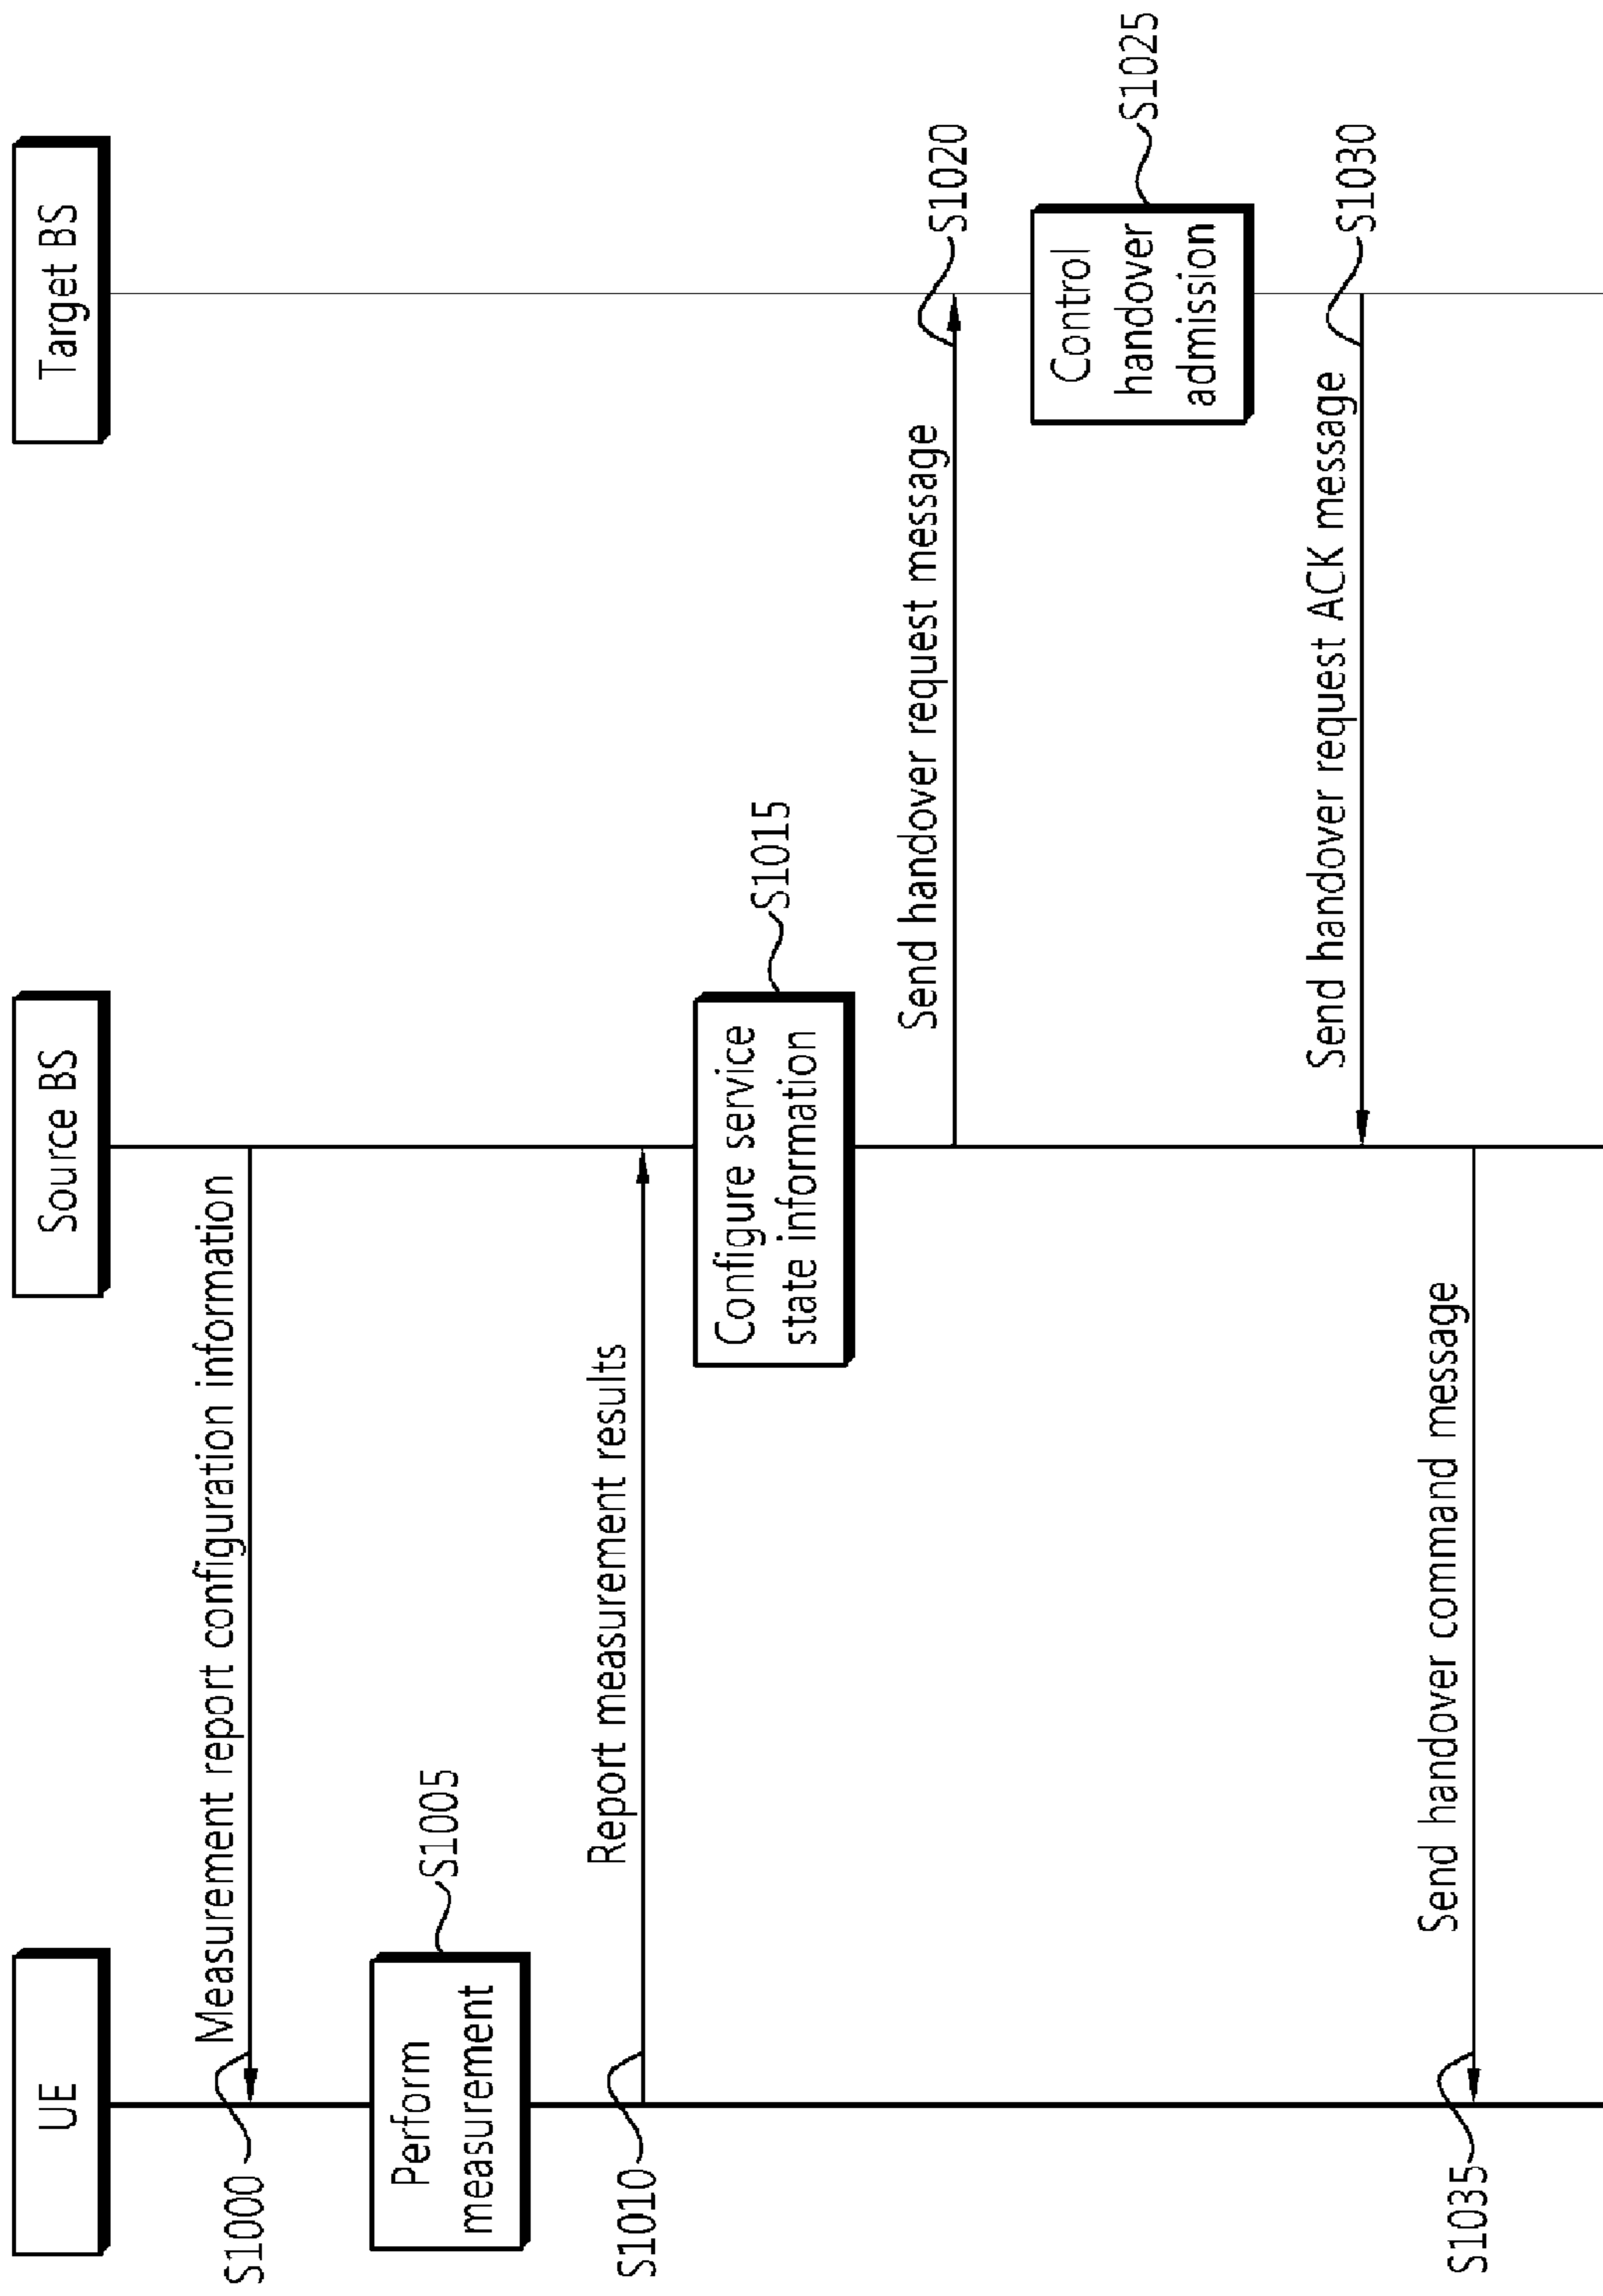 UE
Source BS
Target BS
Measurement report configuration information
S1000
Perform
measurement
S1005
Report measurement results
S1010
Configure service
state information
S1015
Send handover request message
S1020
Control
handover
admission
S1025
Send handover request ACK message
S1030
Send handover command message
S1035